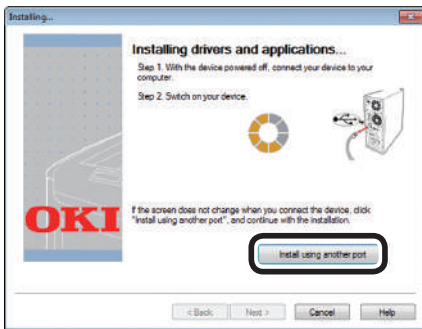 Installing...
Installing drivers and applications...
Step 1. With the device powered off, connect your device to your
computer.
Step 2. Switch on your device.
OKI
If the screen does not change when you connect the device, click
"Install using another port", and continue with the installation.
Install using another port
< Back
Next >
Cancel
Help